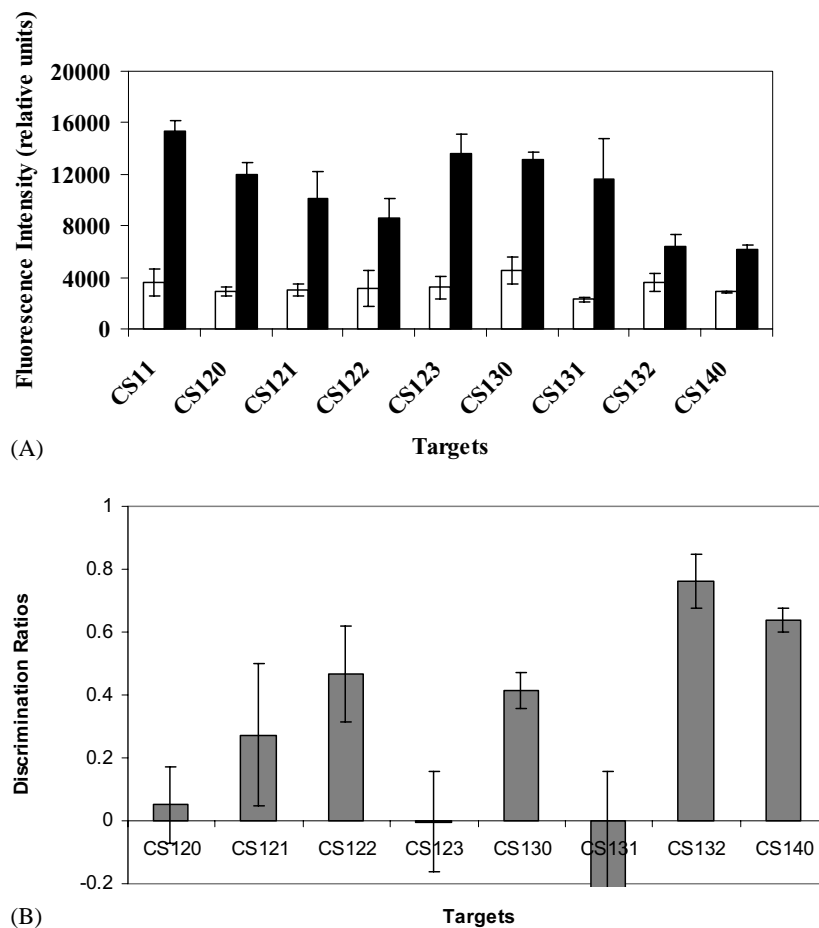 20000
16000
12000
8000
4000
0
Fluorescence Intensity (relative units)
CS11
CS120
CS121
CS122
CS123
CS130
CS131
CS132
CS140
Targets
(A)
1
0.8
0.6
0.4
0.2
0
-0.2
Discrimination Ratios
CS120 CS121 CS122 CS123 CS130 CS131 CS132 CS140
Targets
(B)